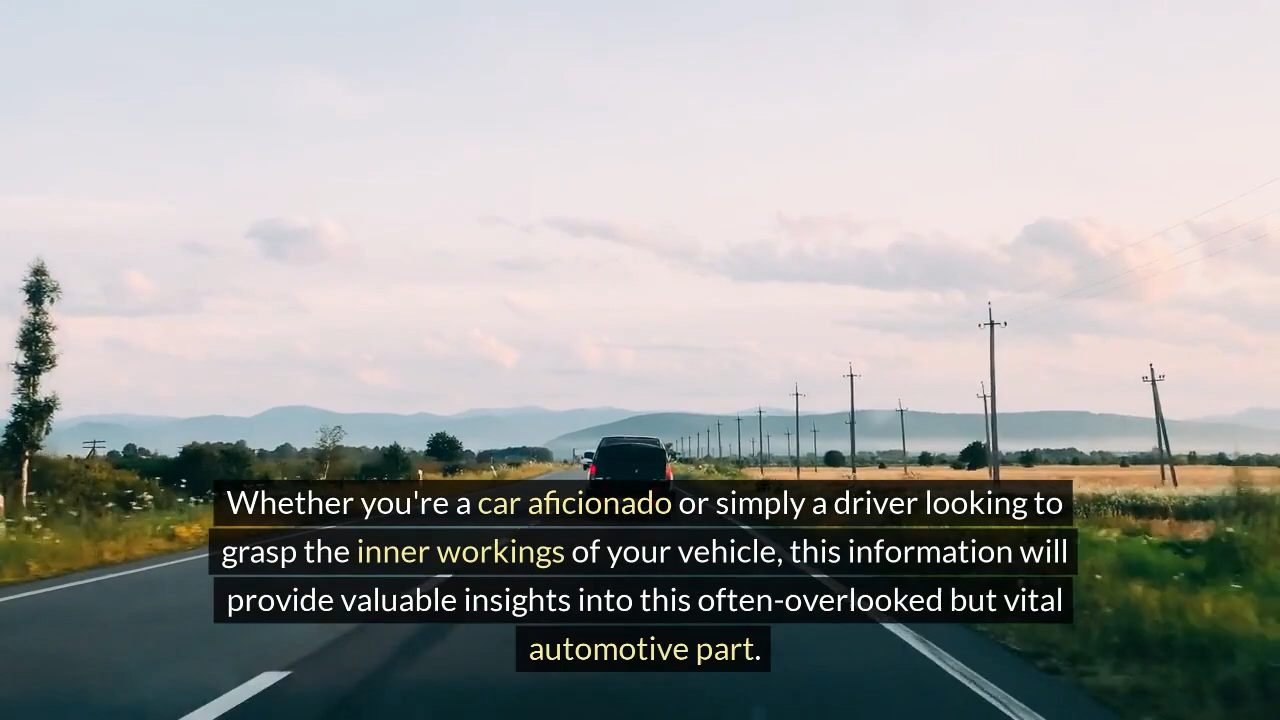 Whether you're a car aficionado or simply a driver looking to
grasp the inner workings of your vehicle, this information will
provide valuable insights into this often-overlooked but vital
automotive part.